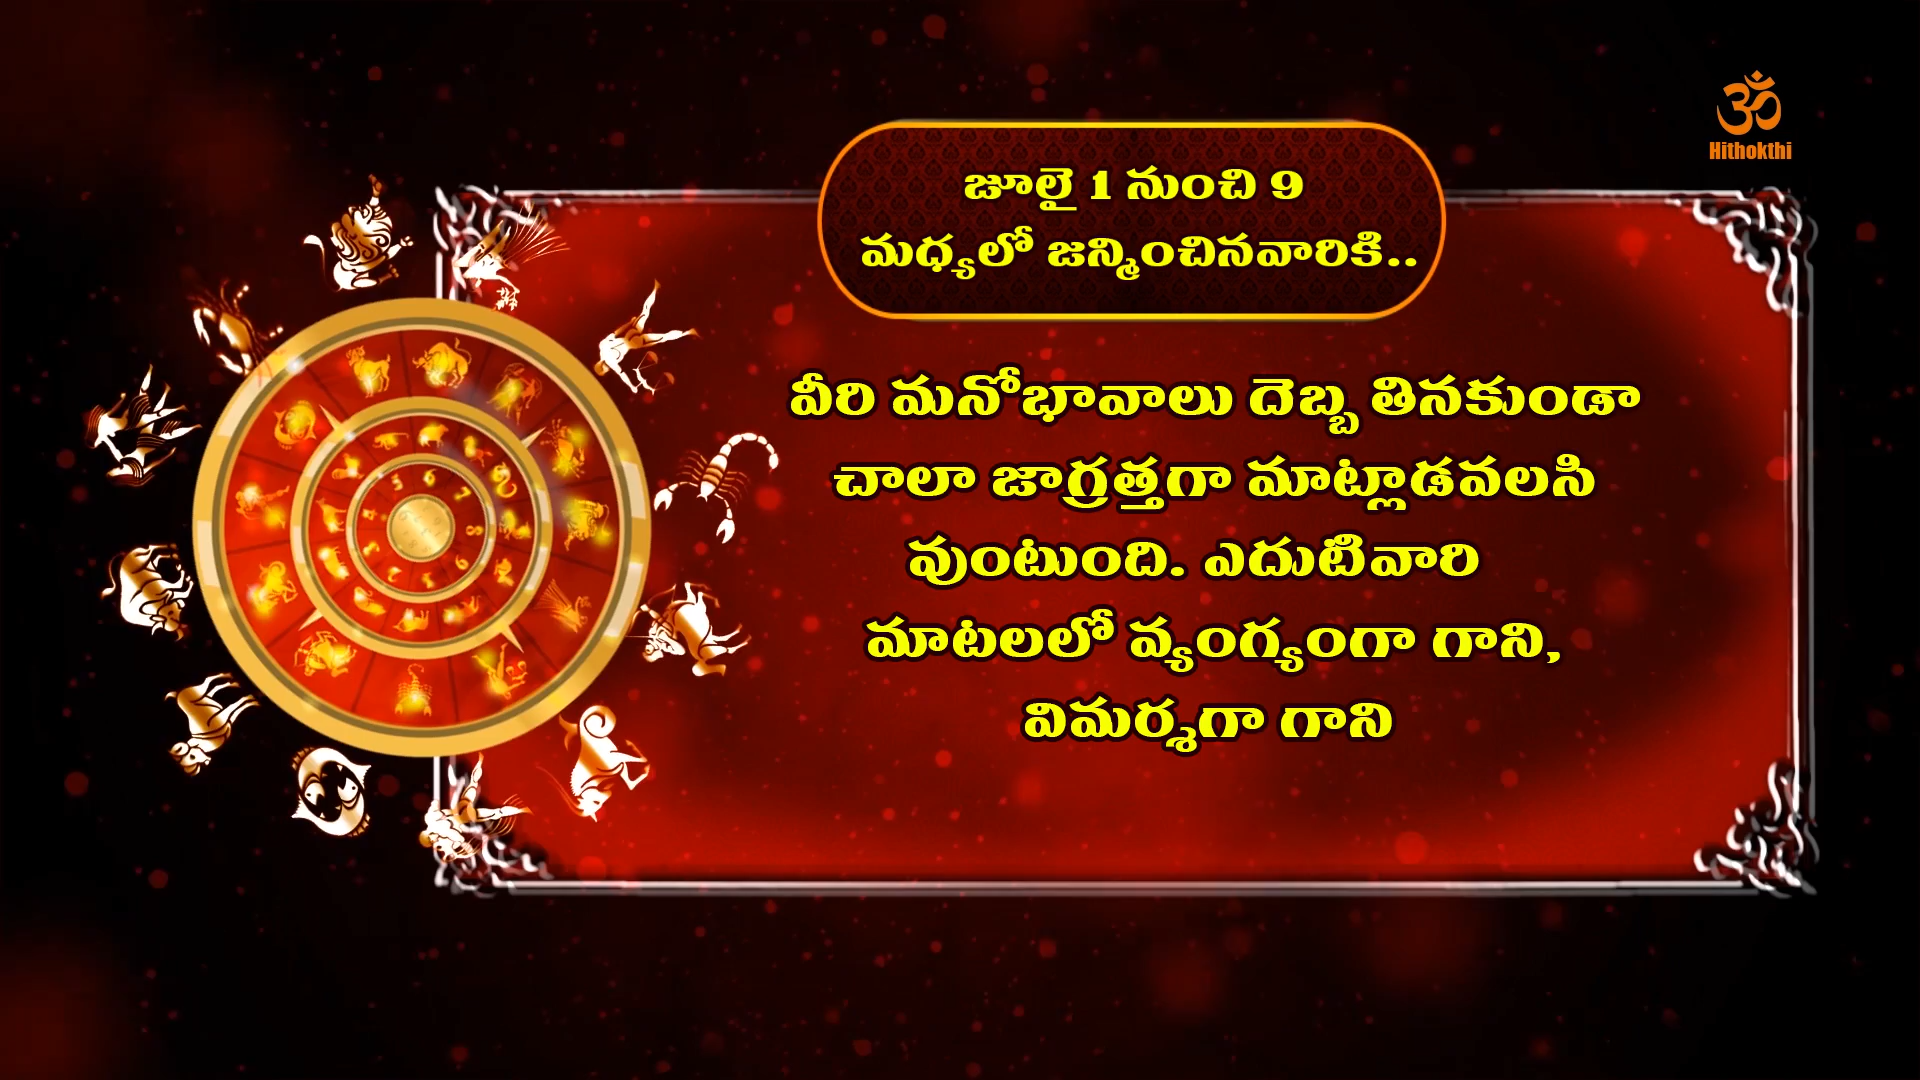 ॐ
Hithokthi
జూలై 1 నుంచి 9
మధ్యలో జన్మించినవారికి..
వీరి మనోభావాలు దెబ్బ తినకుండా
చాలా జాగ్రత్తగా మాట్లాడవలసి
వుంటుంది. ఎదుటివారి
మాటలలో వ్యంగ్యంగా గాని,
విమర్శగా గాని